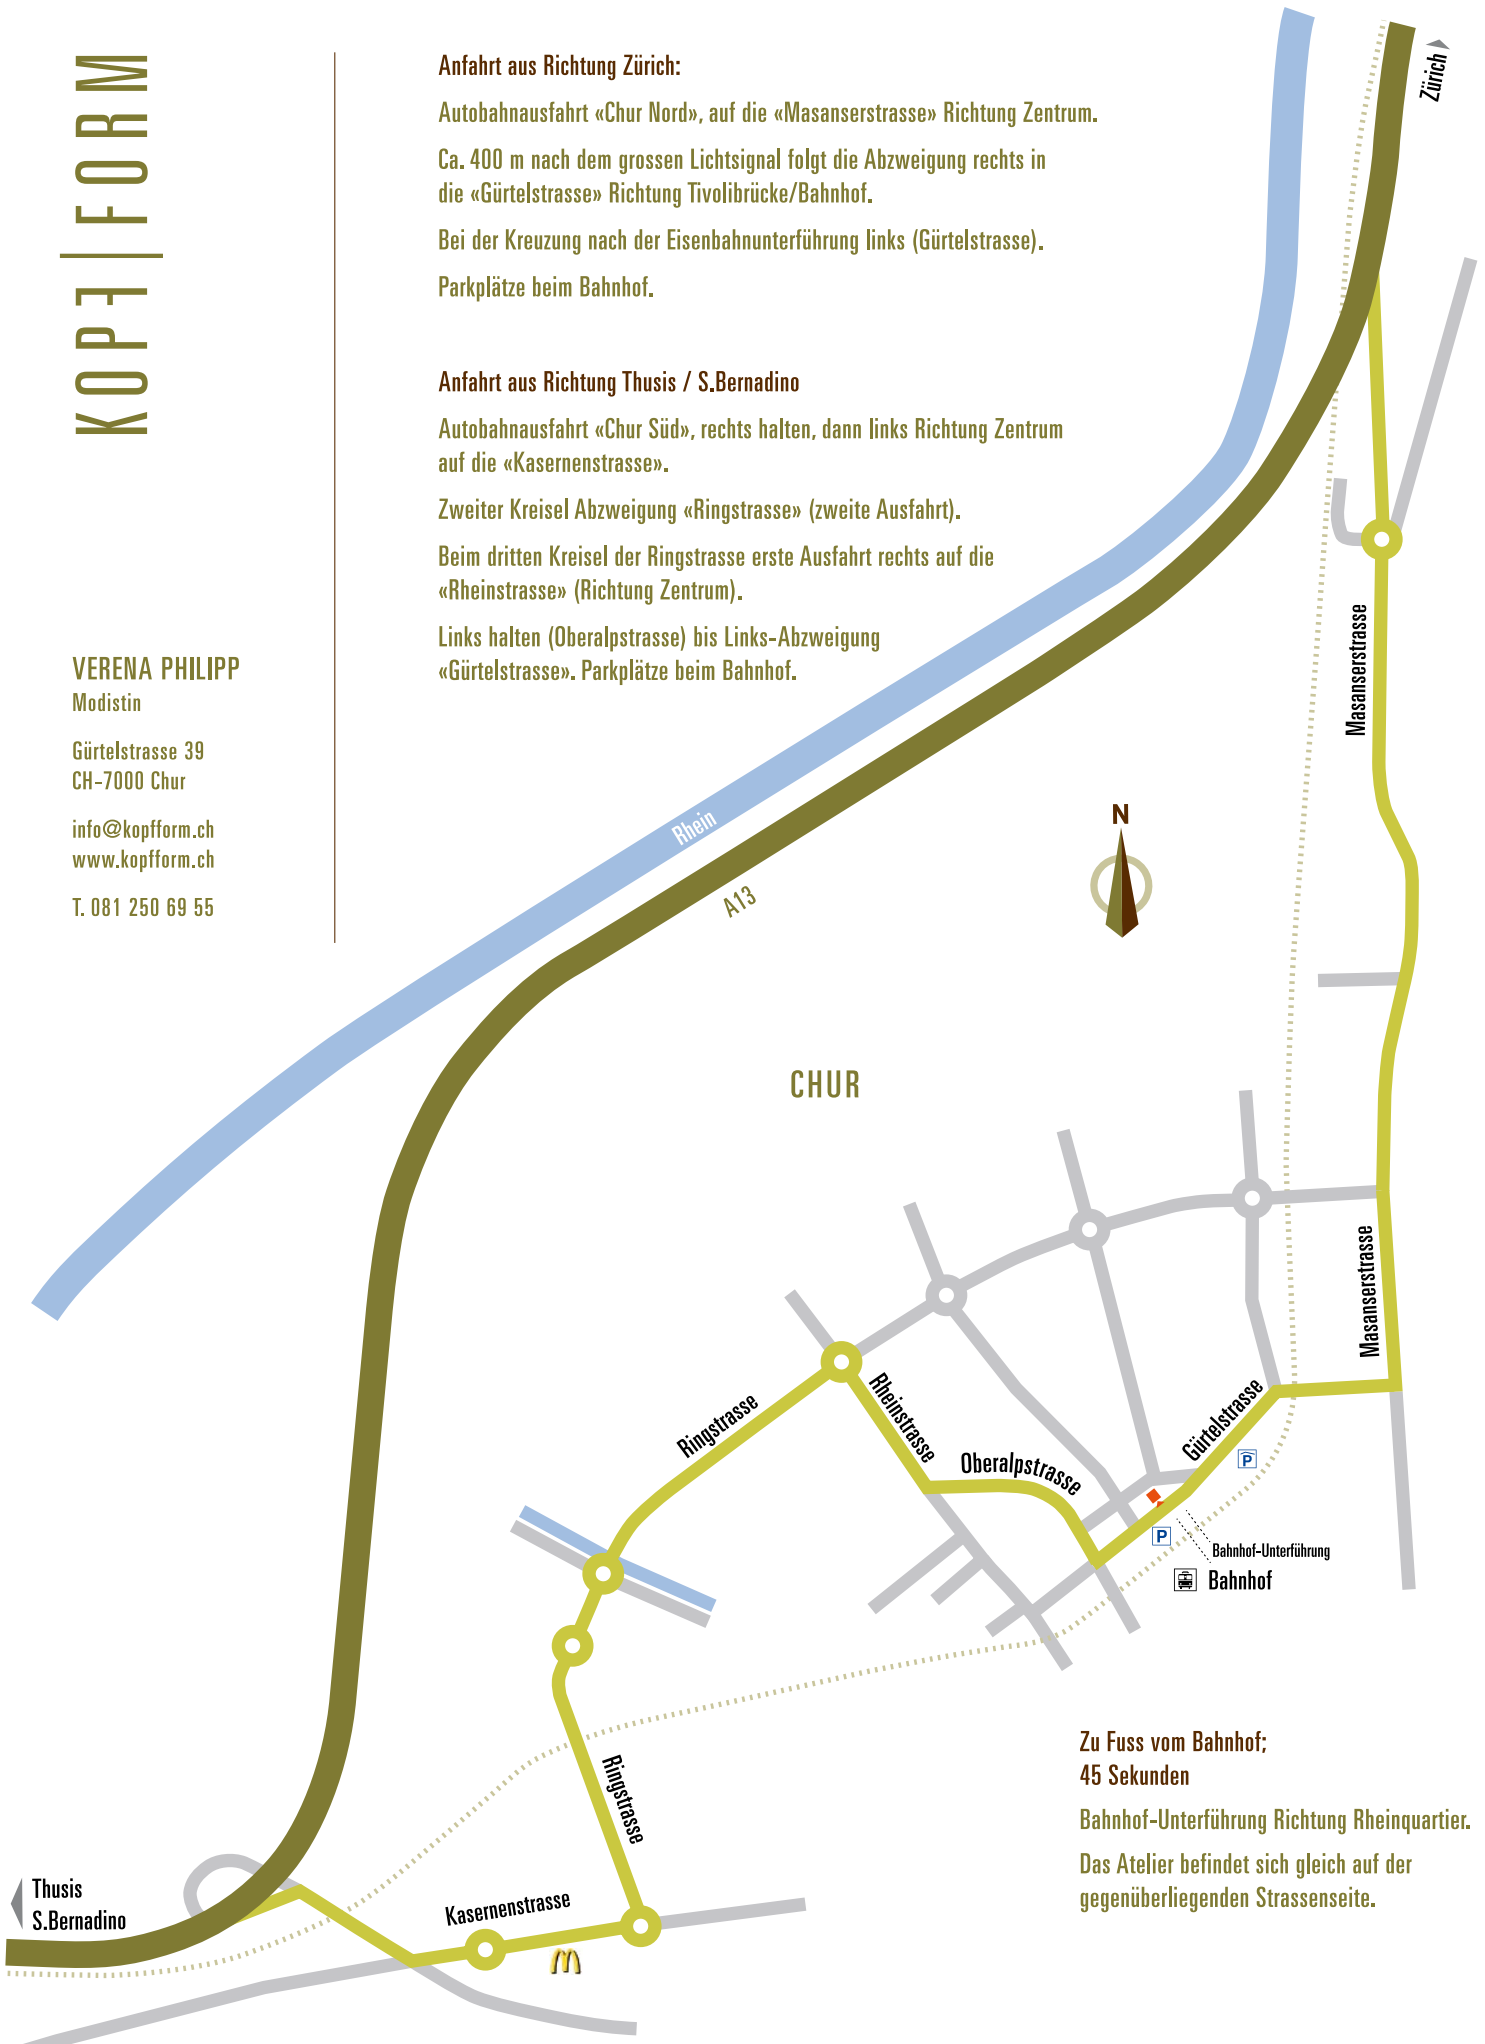 KOPF|FORM
VERENA PHILIPP
Modistin
Gürtelstrasse 39
CH-7000 Chur
info@kopfform.ch
www.kopfform.ch
T. 081 250 69 55
Anfahrt aus Richtung Zürich:
Autobahnausfahrt «Chur Nord», auf die «Masanserstrasse» Richtung Zentrum.
Ca. 400 m nach dem grossen Lichtsignal folgt die Abzweigung rechts in
die «Gürtelstrasse» Richtung Tivolibrücke/Bahnhof.
Bei der Kreuzung nach der Eisenbahnunterführung links (Gürtelstrasse).
Parkplätze beim Bahnhof.
Anfahrt aus Richtung Thusis / S.Bernadino
Autobahnausfahrt «Chur Süd», rechts halten, dann links Richtung Zentrum
auf die «Kasernenstrasse».
Zweiter Kreisel Abzweigung «Ringstrasse» (zweite Ausfahrt).
Beim dritten Kreisel der Ringstrasse erste Ausfahrt rechts auf die
«Rheinstrasse» (Richtung Zentrum).
Links halten (Oberalpstrasse) bis Links-Abzweigung
«Gürtelstrasse». Parkplätze beim Bahnhof.
Zürich
Masanserstrasse
Rhein
A13
N
CHUR
Masanserstrasse
Ringstrasse
Rheinstrasse
Oberalpstrasse
Gürtelstrasse
P
P
Bahnhof-Unterführung
Bahnhof
Ringstrasse
Kasernenstrasse
M
Thusis
S.Bernadino
Zu Fuss vom Bahnhof;
45 Sekunden
Bahnhof-Unterführung Richtung Rheinquartier.
Das Atelier befindet sich gleich auf der
gegenüberliegenden Strassenseite.